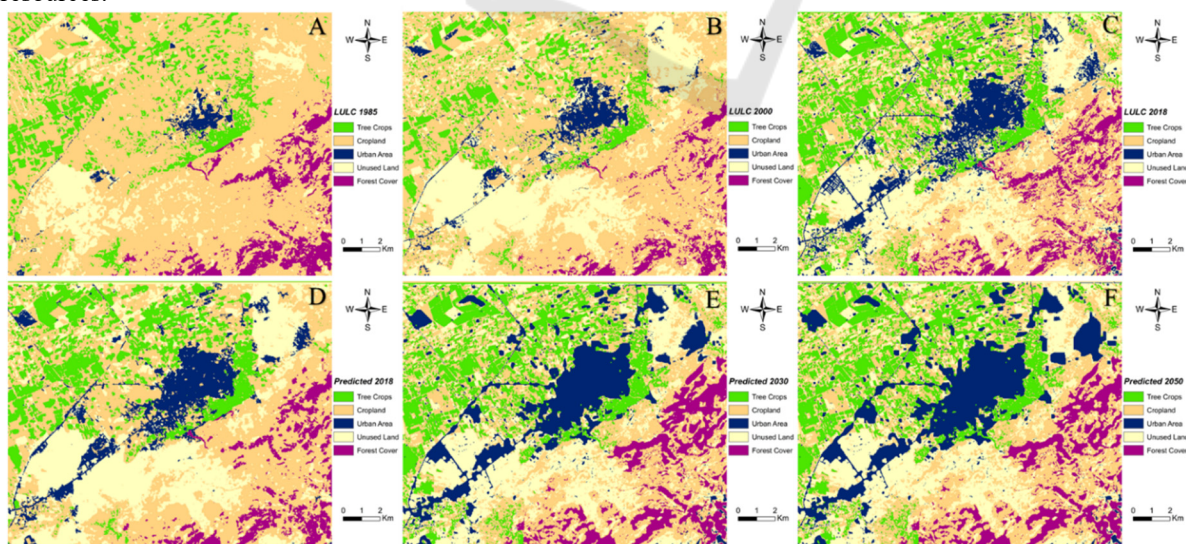 A
N
W E
S
LULC 1985
Tree Crops
Cropland
Urban Area
Unused Land
Forest Cover
0 1 2
Km
B
N
W E
S
LULC 2000
Tree Crops
Cropland
Urban Area
Unused Land
Forest Cover
0 1 2
Km
C
N
W E
S
LULC 2018
Tree Crops
Cropland
Urban Area
Unused Land
Forest Cover
0 1 2
Km
D
N
W E
S
Predicted 2018
Tree Crops
Cropland
Urban Area
Unused Land
Forest Cover
0 1 2
Km
E
N
W E
S
Predicted 2030
Tree Crops
Cropland
Urban Area
Unused Land
Forest Cover
0 1 2
Km
F
N
W E
S
Predicted 2050
Tree Crops
Cropland
Urban Area
Unused Land
Forest Cover
0 1 2
Km